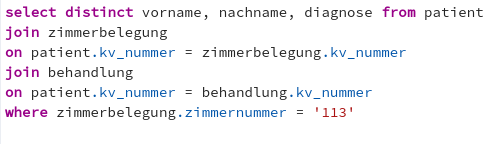 select distinct vorname, nachname, diagnose from patient
join zimmerbelegung
on patient.kv_nummer = zimmerbelegung.kv_nummer
join behandlung
on patient.kv_nummer = behandlung.kv_nummer
where zimmerbelegung.zimmernummer = '113'